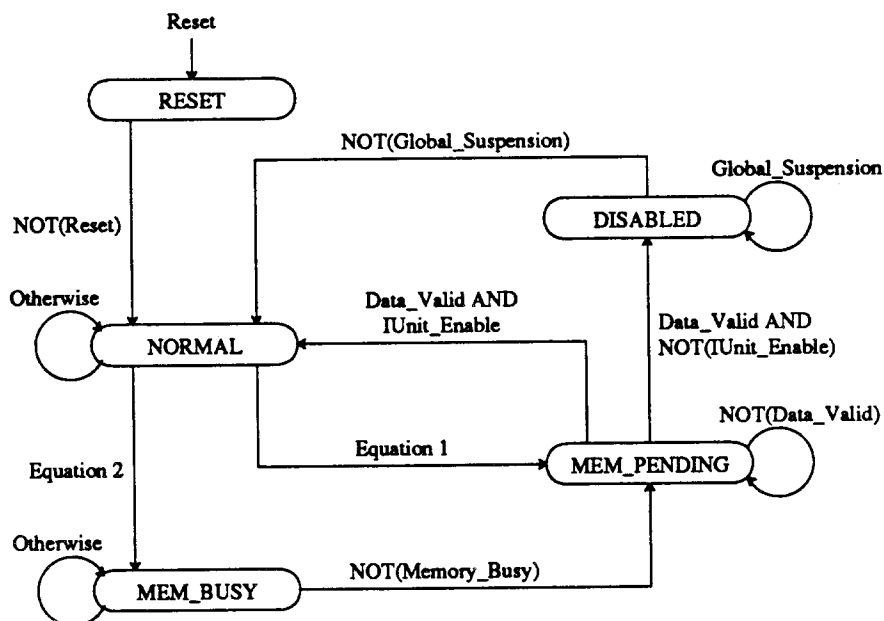 Reset
RESET
NOT(Global_Suspension)
Global_Suspension
DISABLED
NOT(Reset)
Otherwise
Data_Valid AND
IUnit_Enable
Data_Valid AND
NOT(IUnit_Enable)
NORMAL
NOT(Data_Valid)
Equation 1
MEM_PENDING
Equation 2
Otherwise
NOT(Memory_Busy)
MEM_BUSY